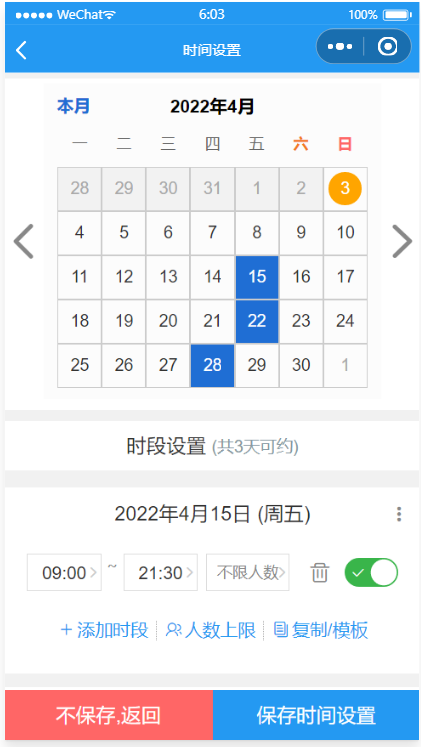 WeChat 6:03 100%
时间设置
本月 2022年4月
一 二 三 四 五 六 日
28 29 30 31 1 2 3
4 5 6 7 8 9 10
11 12 13 14 15 16 17
18 19 20 21 22 23 24
25 26 27 28 29 30 1
时段设置 (共3天可约)
2022年4月15日 (周五)
09:00 ~ 21:30 不限人数
+ 添加时段 人数上限 复制/模板
不保存,返回 保存时间设置